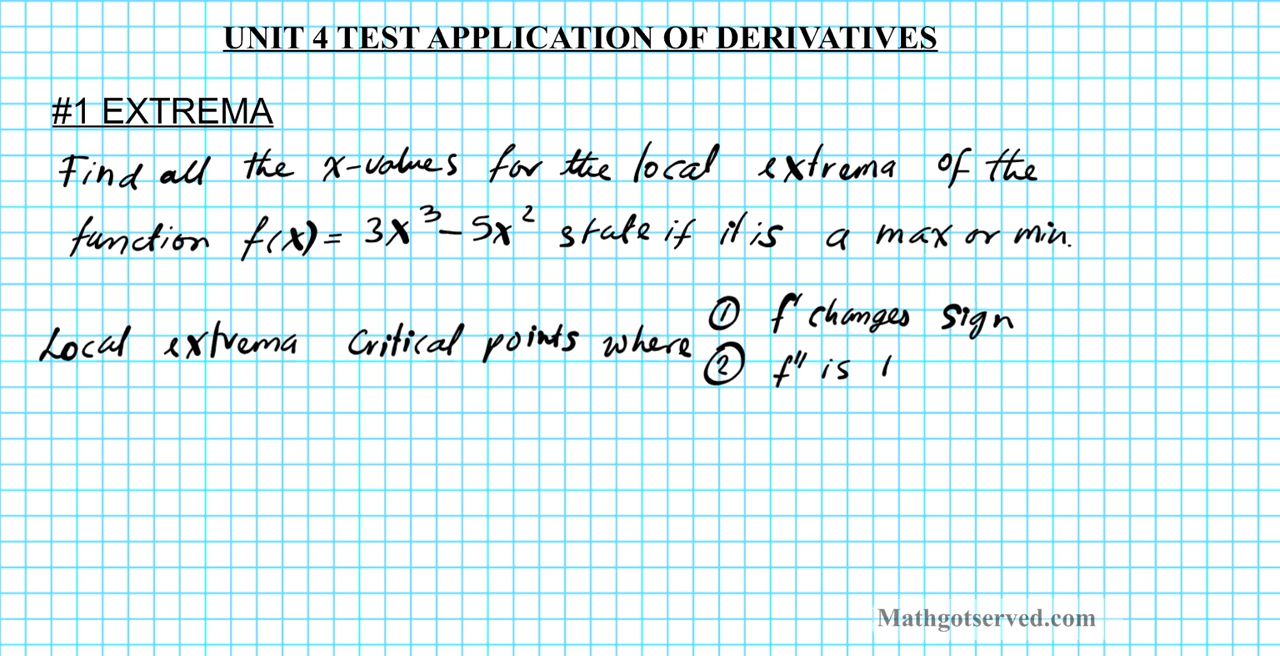 UNIT 4 TEST APPLICATION OF DERIVATIVES
#1 EXTREMA
Find all the x-values for the local extrema of the
function f(x) = 3x³ - 5x² state if it is a max or min.
Local extrema critical points where ① f' changes sign
② f'' is
Mathgotserved.com